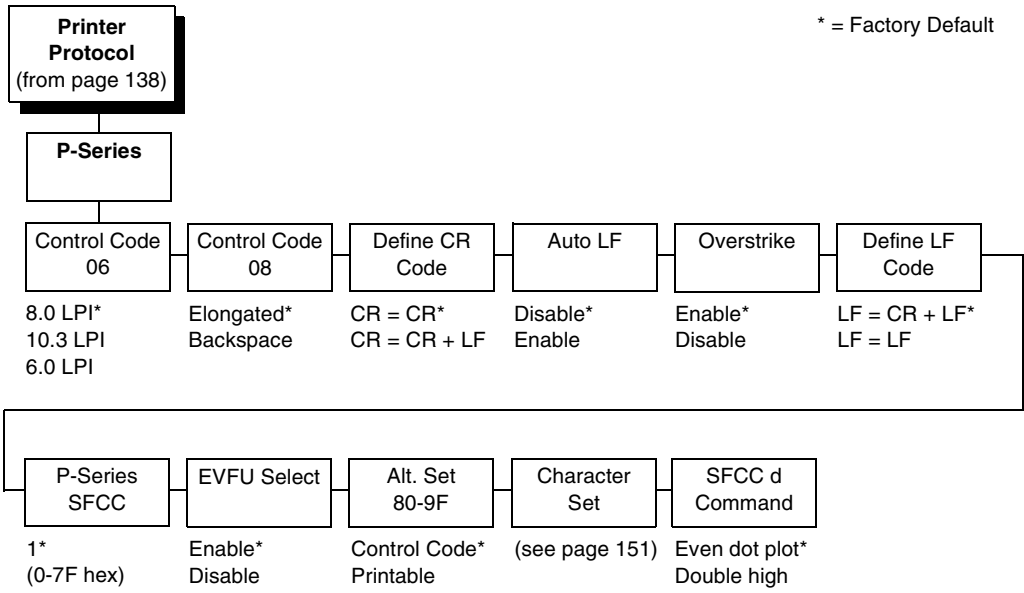 Printer
Protocol
(from page 138)
* = Factory Default
P-Series
Control Code
06
8.0 LPI*
10.3 LPI
6.0 LPI
Control Code
08
Elongated*
Backspace
Define CR
Code
CR = CR*
CR = CR + LF
Auto LF
Disable*
Enable
Overstrike
Enable*
Disable
Define LF
Code
LF = CR + LF*
LF = LF
P-Series
SFCC
1*
(0-7F hex)
EVFU Select
Enable*
Disable
Alt. Set
80-9F
Control Code*
Printable
Character
Set
(see page 151)
SFCC d
Command
Even dot plot*
Double high